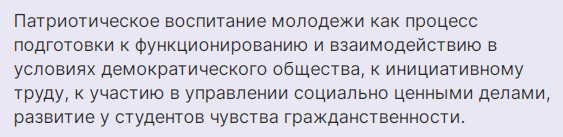 Патриотическое воспитание молодежи как процесс
подготовки к функционированию и взаимодействию в
условиях демократического общества, к инициативному
труду, к участию в управлении социально ценными делами,
развитие у студентов чувства гражданственности.